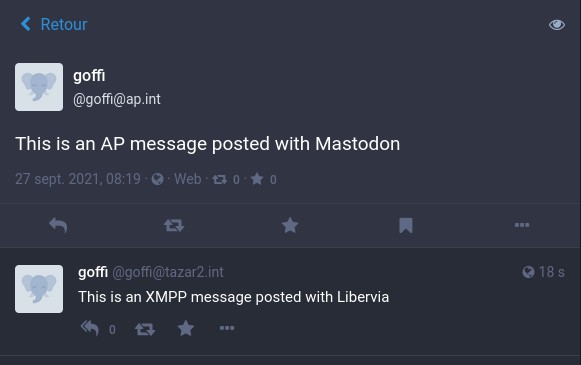 Retour
goffi
@goffi@ap.int
This is an AP message posted with Mastodon
27 sept. 2021, 08:19 · · Web · 0 · 0
goffi @goffi@tazar2.int 18 s
This is an XMPP message posted with Libervia
0